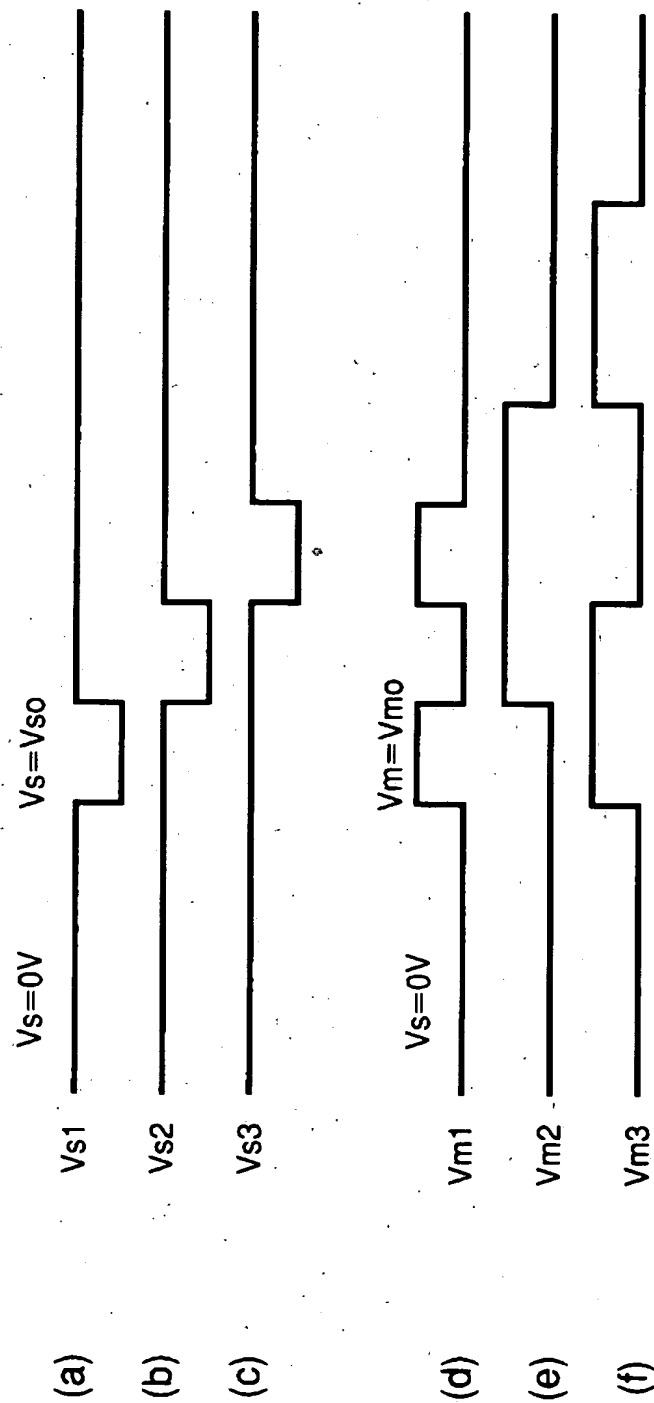 Vs=0V Vs=Vso
(a) Vs1
(b) Vs2
(c) Vs3
Vs=0V Vm=Vmo
(d) Vm1
(e) Vm2
(f) Vm3